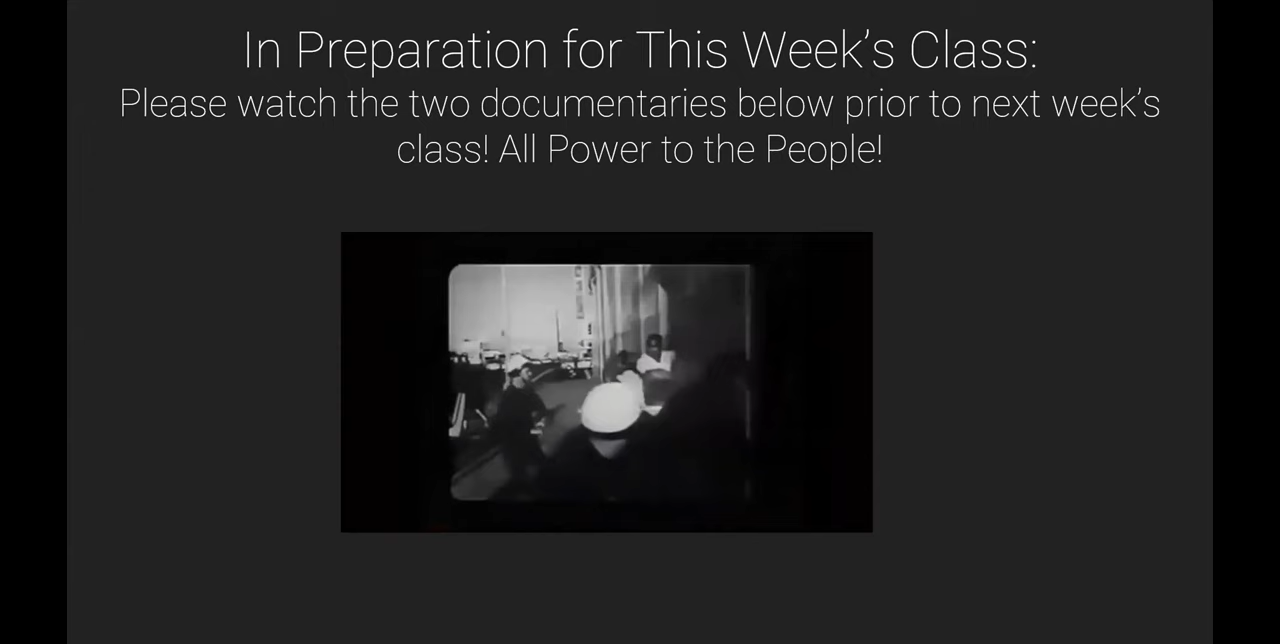 In Preparation for This Week's Class:
Please watch the two documentaries below prior to next week's
class! All Power to the People!